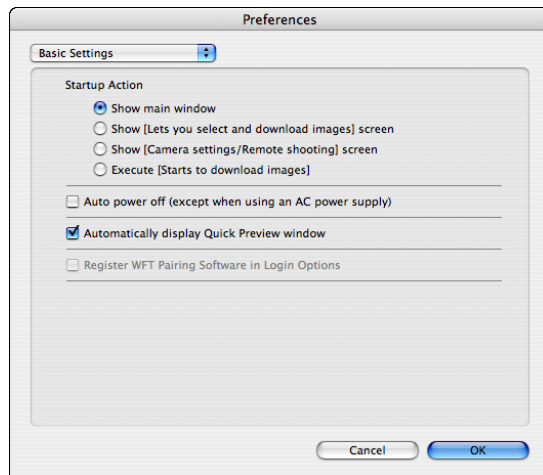 Preferences
Basic Settings
Startup Action
Show main window
Show [Lets you select and download images] screen
Show [Camera settings/Remote shooting] screen
Execute [Starts to download images]
Auto power off (except when using an AC power supply)
Automatically display Quick Preview window
Register WFT Pairing Software in Login Options
Cancel
OK